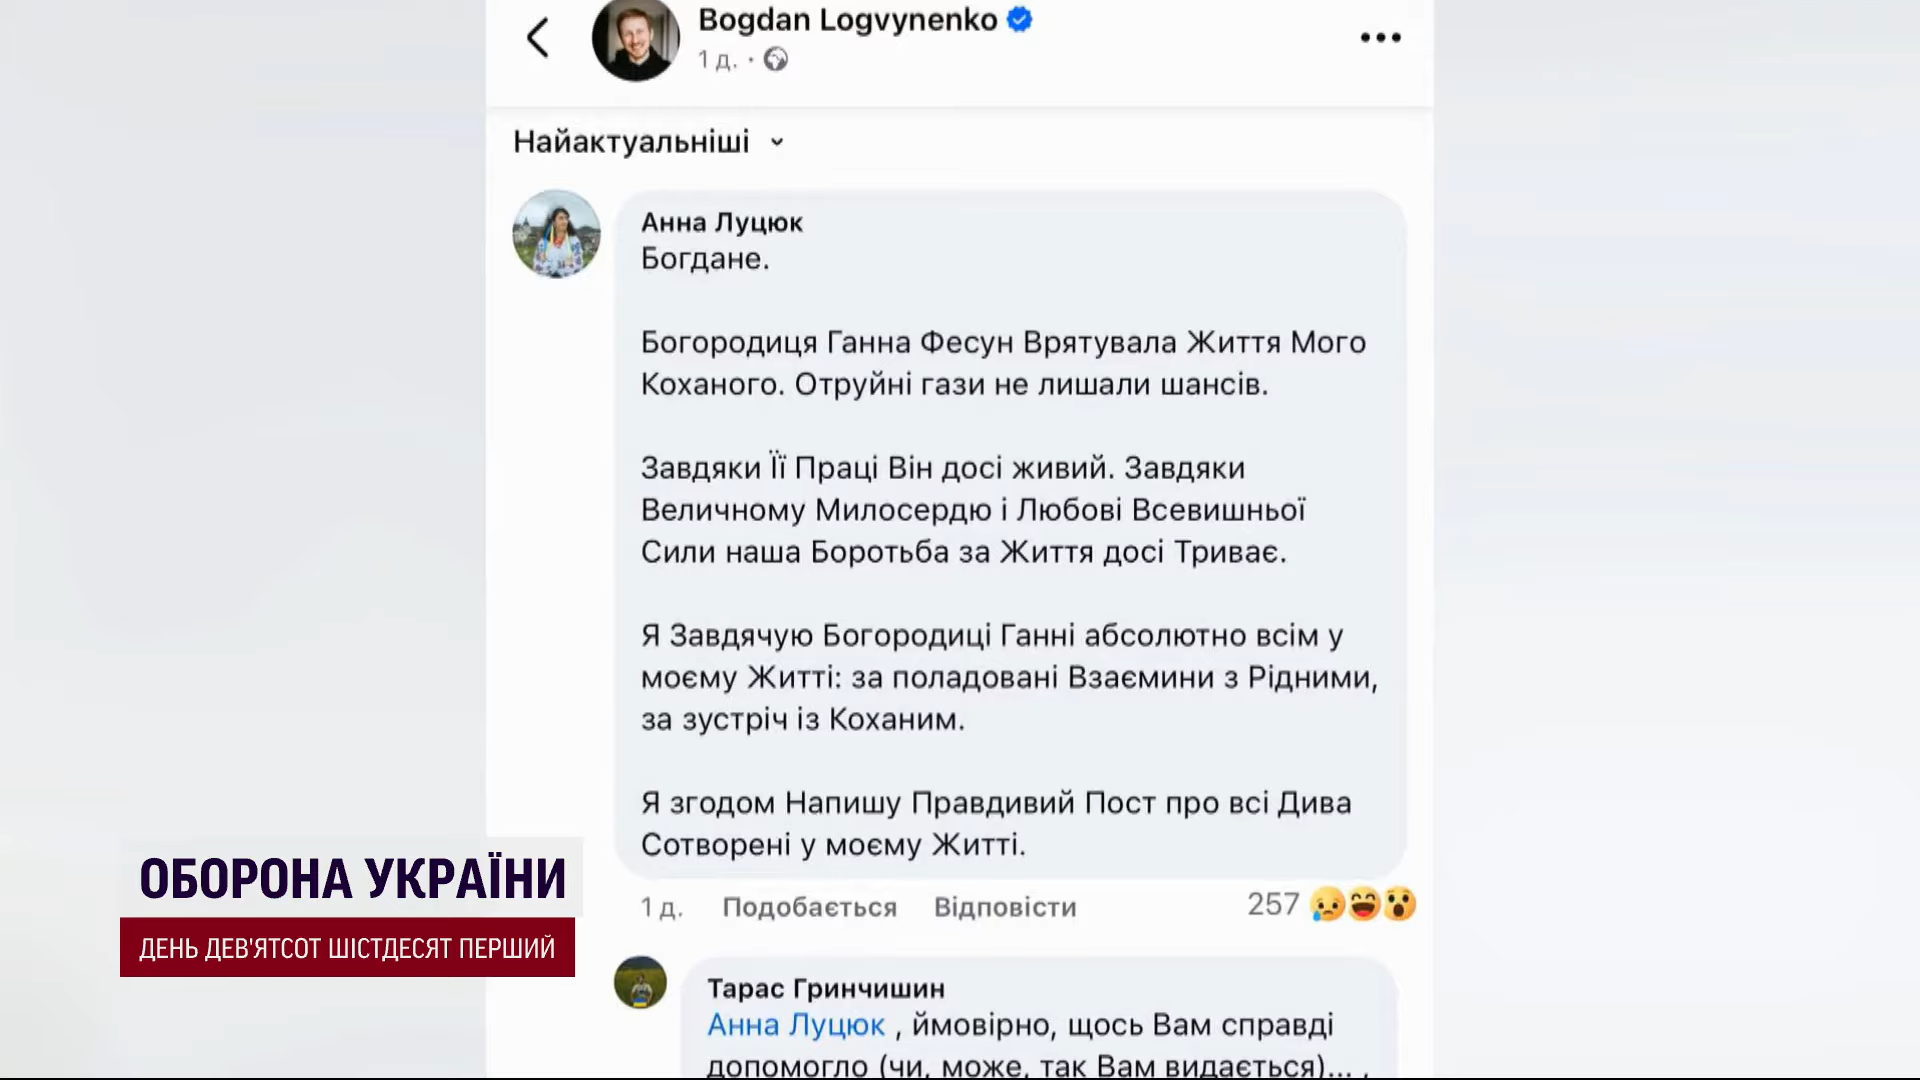 Bogdan Logvynenko
1 д. ·
Найактуальніші
Анна Луцюк
Богдане.
Богородиця Ганна Фесун Врятувала Життя Мого
Коханого. Отруйні гази не лишали шансів.
Завдяки Її Праці Він досі живий. Завдяки
Величному Милосердю і Любові Всевишньої
Сили наша Боротьба за Життя досі Триває.
Я Завдячую Богородиці Ганні абсолютно всім у
моєму Житті: за поладовані Взаємини з Рідними,
за зустріч із Коханим.
Я згодом Напишу Правдивий Пост про всі Дива
Сотворені у моєму Житті.
1 д. Подобається Відповісти 257
Тарас Гринчишин
Анна Луцюк , ймовірно, щось Вам справді
допомогло (чи, може, так Вам видається)... ,
ОБОРОНА УКРАЇНИ
ДЕНЬ ДЕВ'ЯТСОТ ШІСТДЕСЯТ ПЕРШИЙ